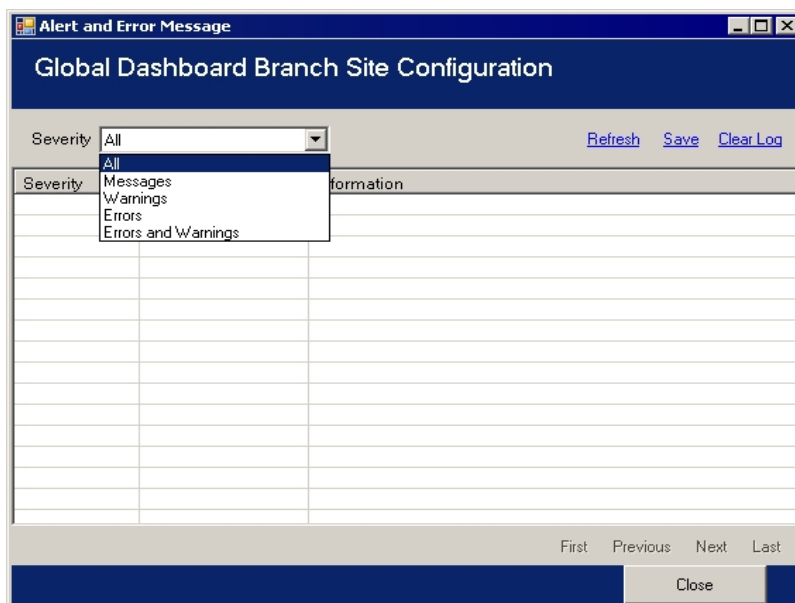 Alert and Error Message
Global Dashboard Branch Site Configuration
Severity All Refresh Save Clear Log
All
Messages
Warnings
Errors
Errors and Warnings
Severity formation
First Previous Next Last
Close